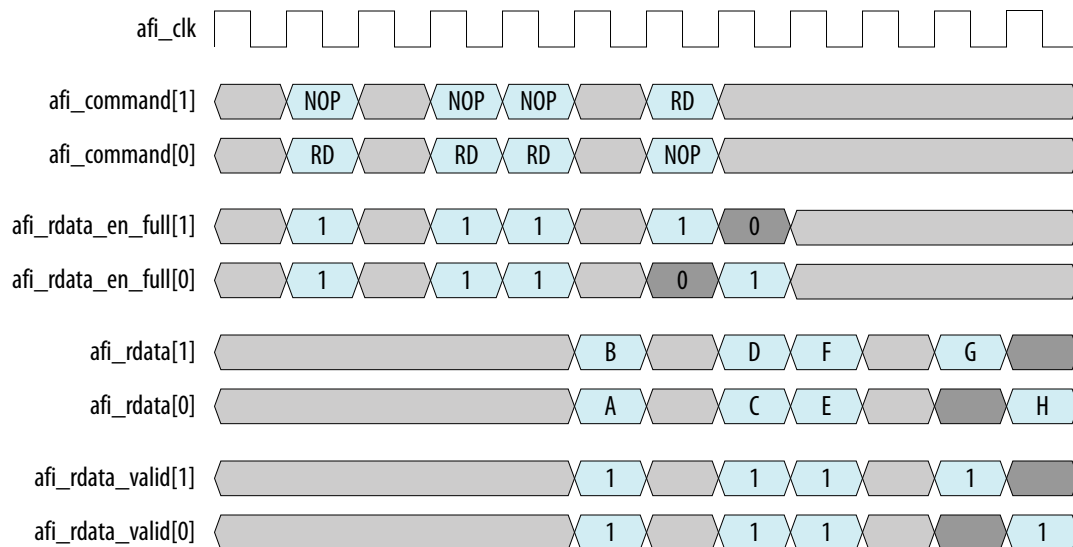 afi_clk
afi_command[1] NOP NOP NOP RD
afi_command[0] RD RD RD NOP
afi_rdata_en_full[1] 1 1 1 1 0
afi_rdata_en_full[0] 1 1 1 0 1
afi_rdata[1] B D F G
afi_rdata[0] A C E H
afi_rdata_valid[1] 1 1 1 1
afi_rdata_valid[0] 1 1 1 1